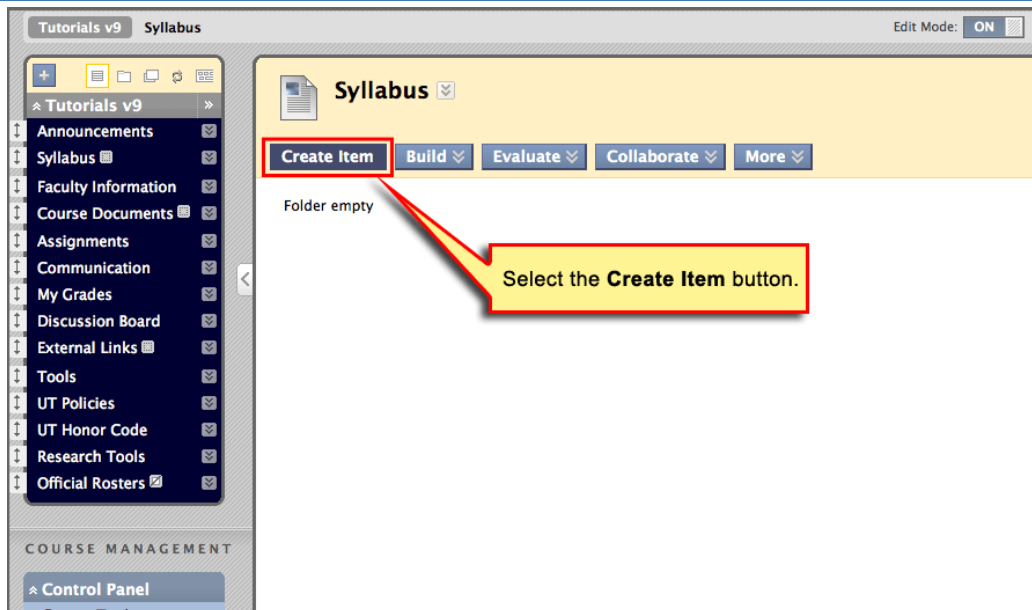 Tutorials v9 Syllabus
Edit Mode: ON
Tutorials v9
Announcements
Syllabus
Faculty Information
Course Documents
Assignments
Communication
My Grades
Discussion Board
External Links
Tools
UT Policies
UT Honor Code
Research Tools
Official Rosters
COURSE MANAGEMENT
Control Panel
Syllabus
Create Item Build Evaluate Collaborate More
Folder empty
Select the Create Item button.